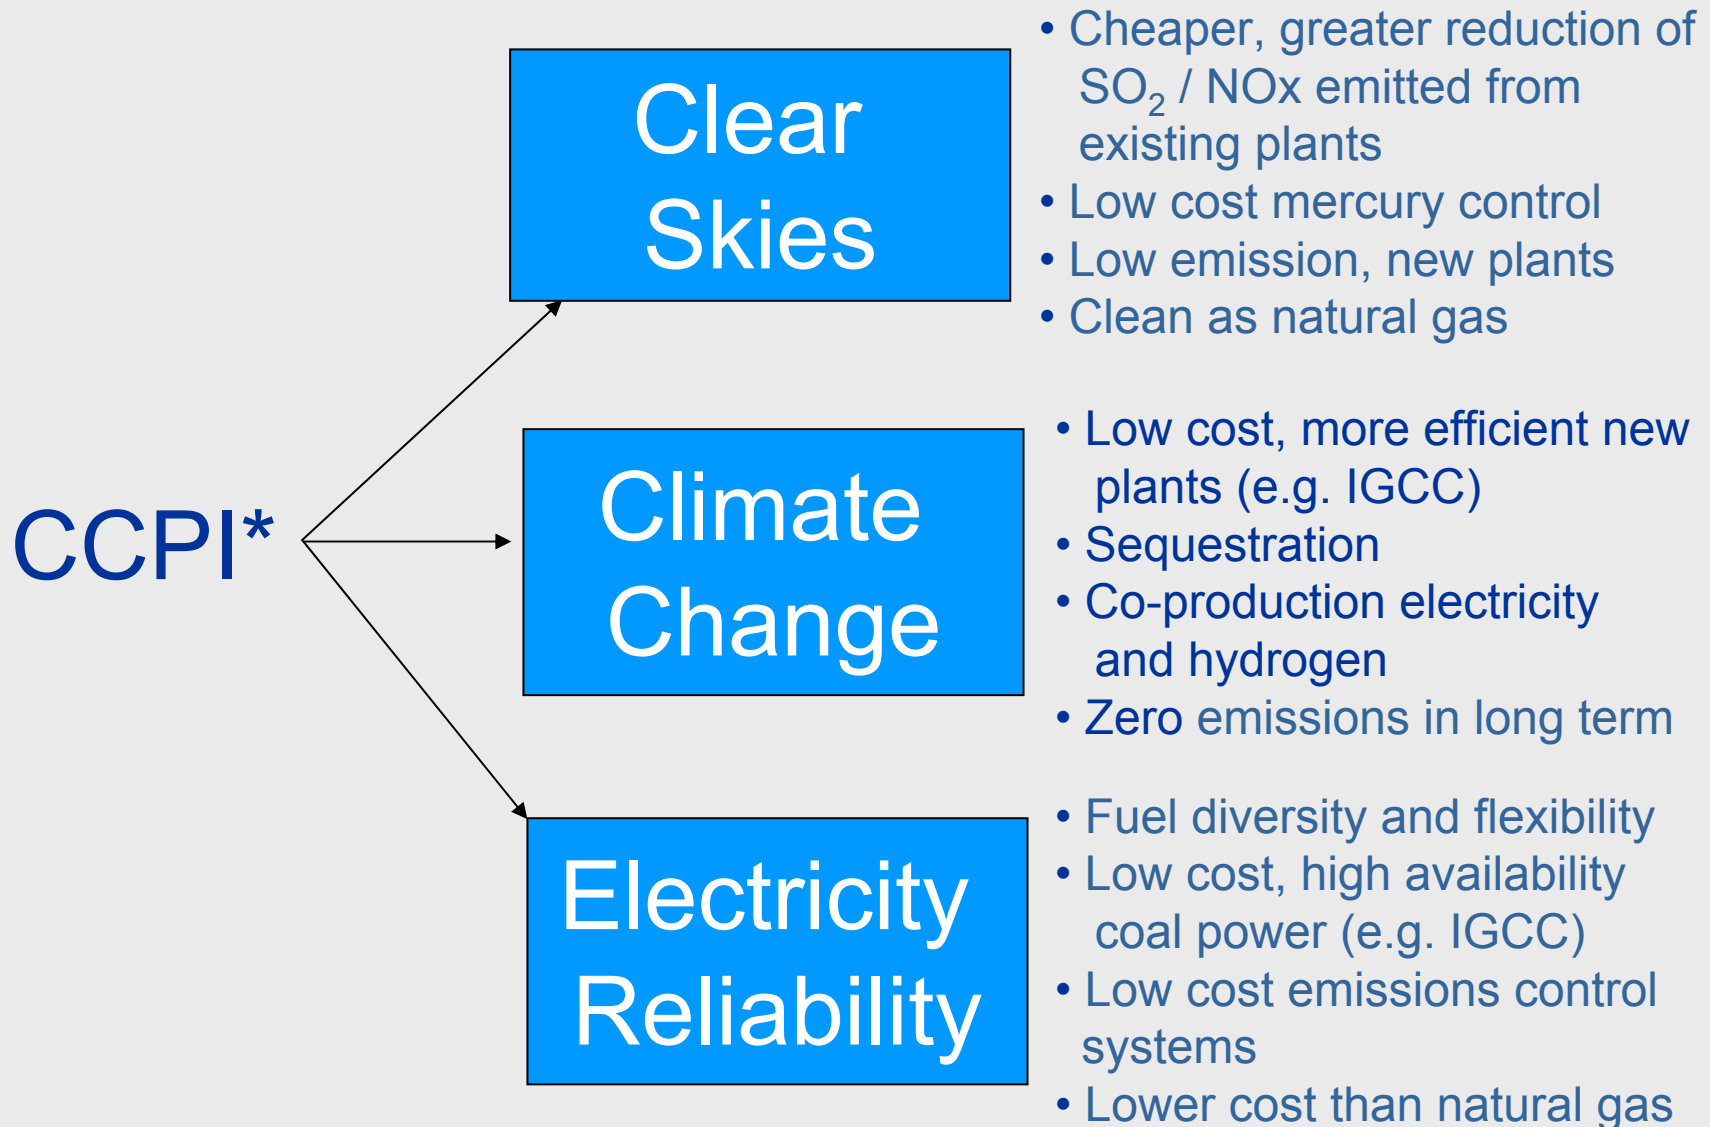 CCPI*
Clear
Skies
• Cheaper, greater reduction of
SO₂ / NOx emitted from
existing plants
• Low cost mercury control
• Low emission, new plants
• Clean as natural gas
Climate
Change
• Low cost, more efficient new
plants (e.g. IGCC)
• Sequestration
• Co-production electricity
and hydrogen
• Zero emissions in long term
Electricity
Reliability
• Fuel diversity and flexibility
• Low cost, high availability
coal power (e.g. IGCC)
• Low cost emissions control
systems
• Lower cost than natural gas